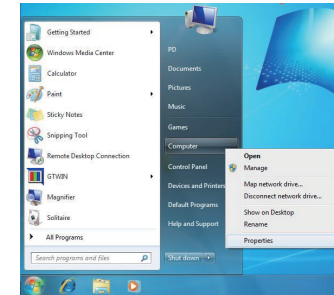 Getting Started
Windows Media Center
Calculator
Paint
Sticky Notes
Snipping Tool
Remote Desktop Connection
GTWIN
Magnifier
Solitaire
All Programs
Search programs and files
PD
Documents
Pictures
Music
Games
Computer
Control Panel
Devices and Printers
Default Programs
Help and Support
Shut down
Open
Manage
Map network drive...
Disconnect network drive...
Show on Desktop
Rename
Properties